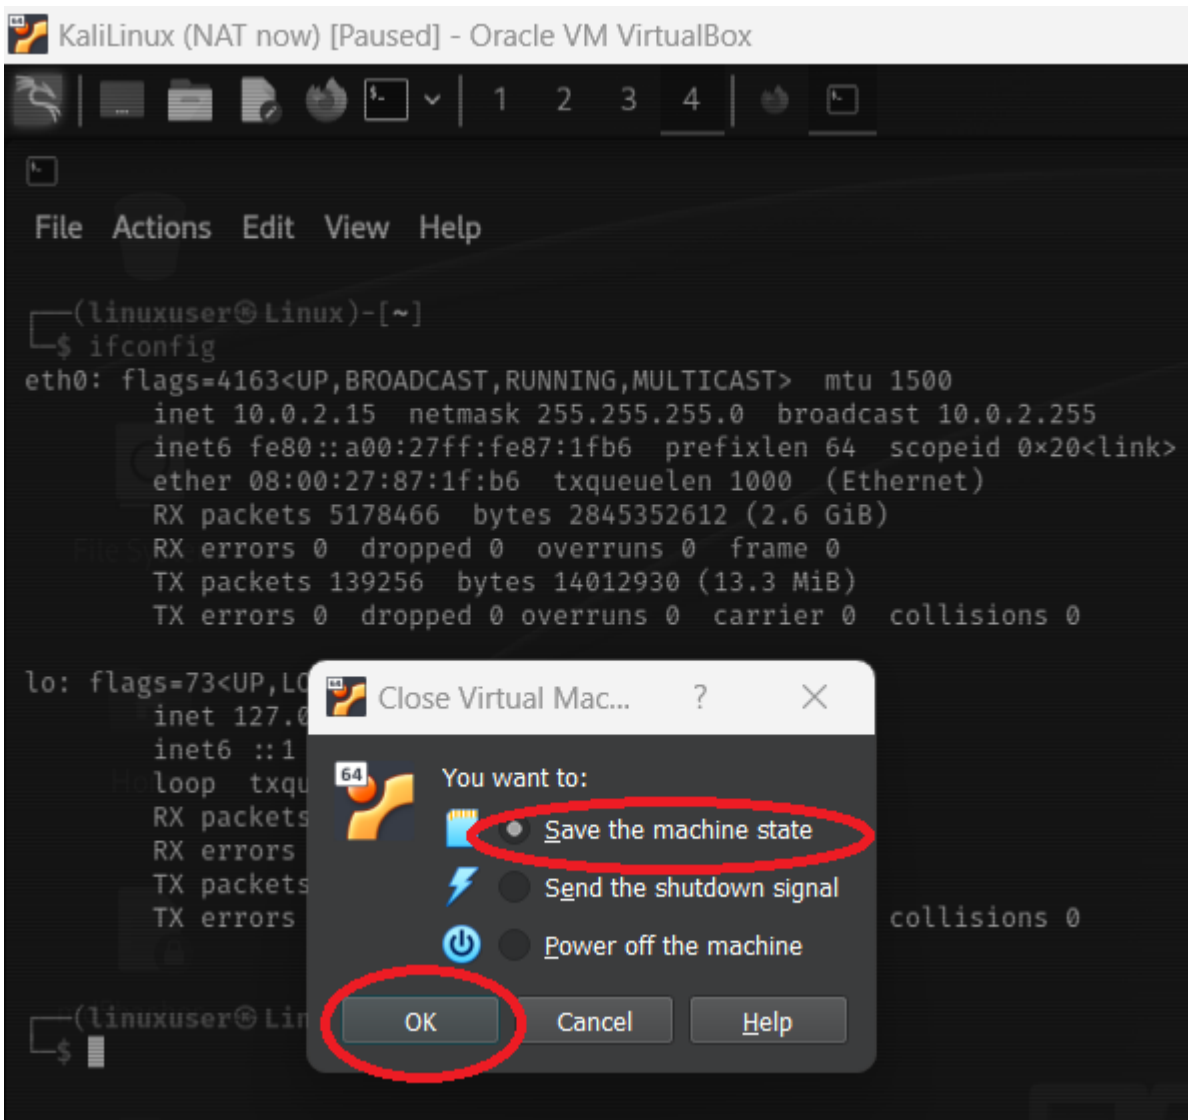 64
KaliLinux (NAT now) [Paused] - Oracle VM VirtualBox
1 2 3 4
File Actions Edit View Help
┌──(linuxuser㉿Linux)-[~]
└─$ ifconfig
eth0: flags=4163<UP,BROADCAST,RUNNING,MULTICAST> mtu 1500
inet 10.0.2.15 netmask 255.255.255.0 broadcast 10.0.2.255
inet6 fe80::a00:27ff:fe87:1fb6 prefixlen 64 scopeid 0×20<link>
ether 08:00:27:87:1f:b6 txqueuelen 1000 (Ethernet)
RX packets 5178466 bytes 2845352612 (2.6 GiB)
RX errors 0 dropped 0 overruns 0 frame 0
TX packets 139256 bytes 14012930 (13.3 MiB)
TX errors 0 dropped 0 overruns 0 carrier 0 collisions 0
lo: flags=73<UP,LO
inet 127.0
inet6 ::1
loop txqu
RX packets
RX errors
TX packets
TX errors collisions 0
┌──(linuxuser㉿Lin
└─$
64
Close Virtual Mac... ?
64
You want to:
Save the machine state
Send the shutdown signal
Power off the machine
OK Cancel Help